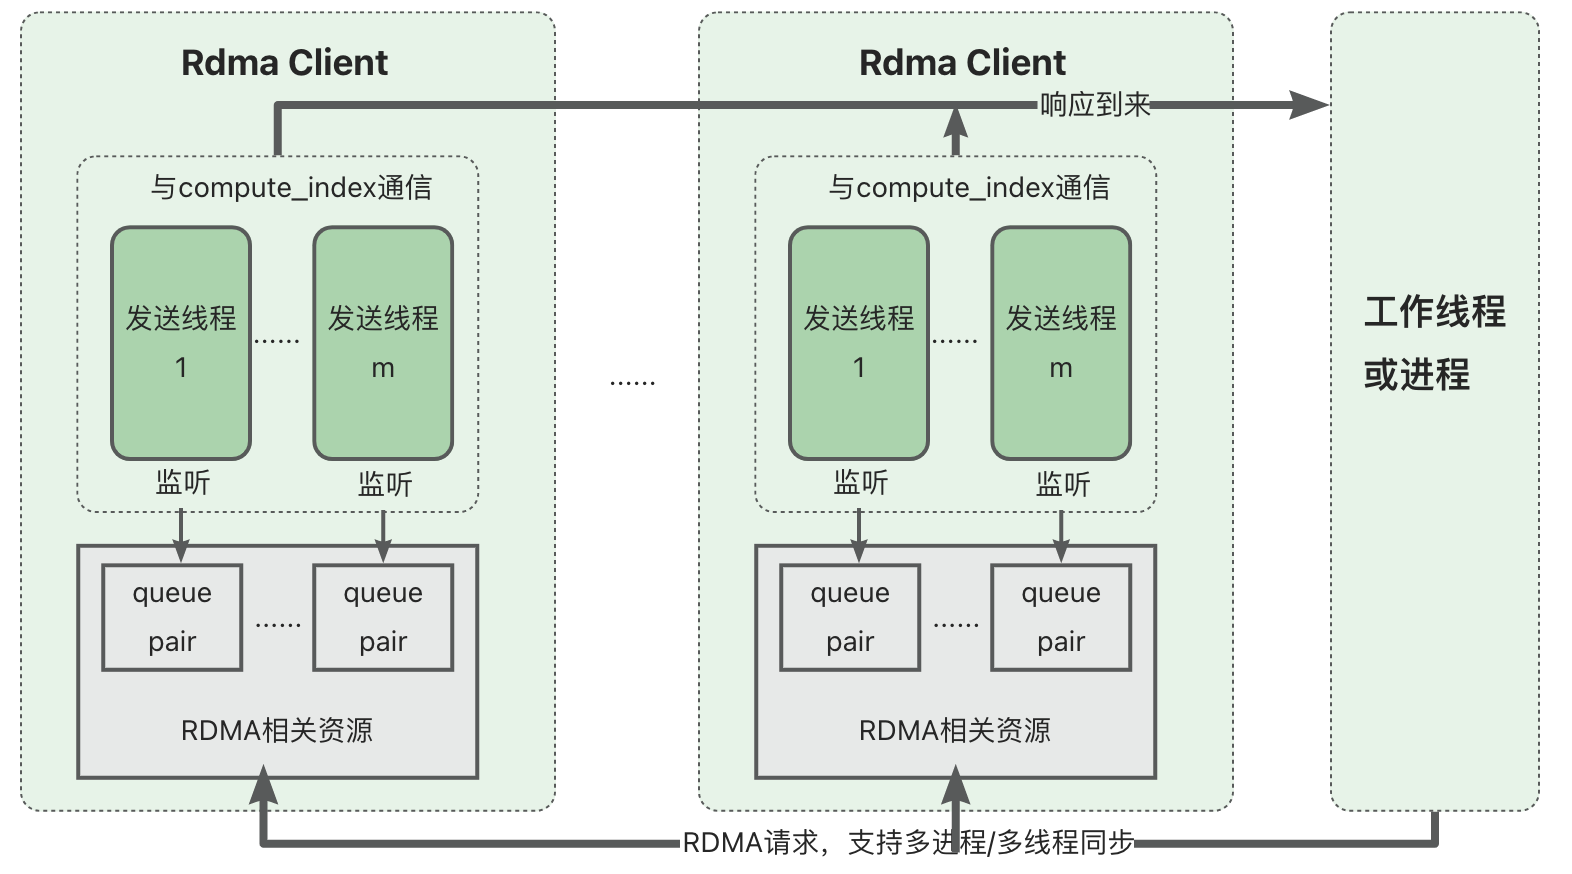 Rdma Client
与compute_index通信
发送线程
1
......
发送线程
m
监听
监听
queue
pair
......
queue
pair
RDMA相关资源
......
Rdma Client
响应到来
与compute_index通信
发送线程
1
......
发送线程
m
监听
监听
queue
pair
......
queue
pair
RDMA相关资源
工作线程
或进程
RDMA请求，支持多进程/多线程同步